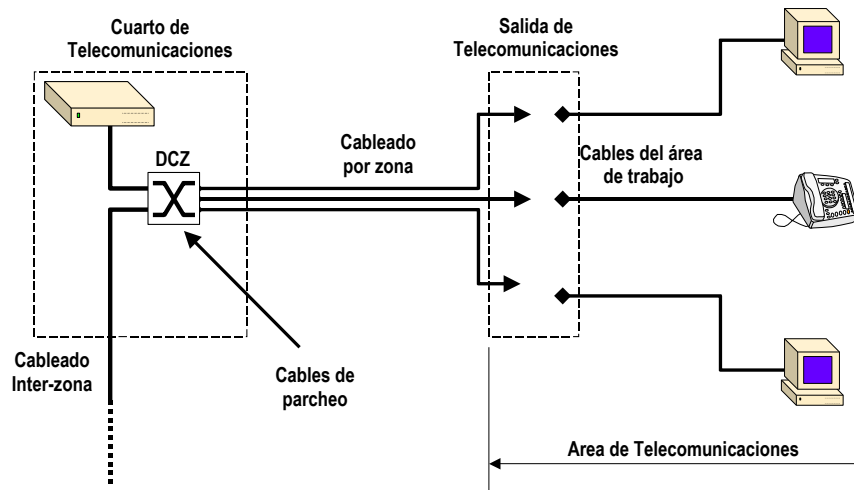 Cuarto de
Telecomunicaciones
Salida de
Telecomunicaciones
DCZ
Cableado
por zona
Cables del área
de trabajo
Cableado
Inter-zona
Cables de
parcheo
Area de Telecomunicaciones